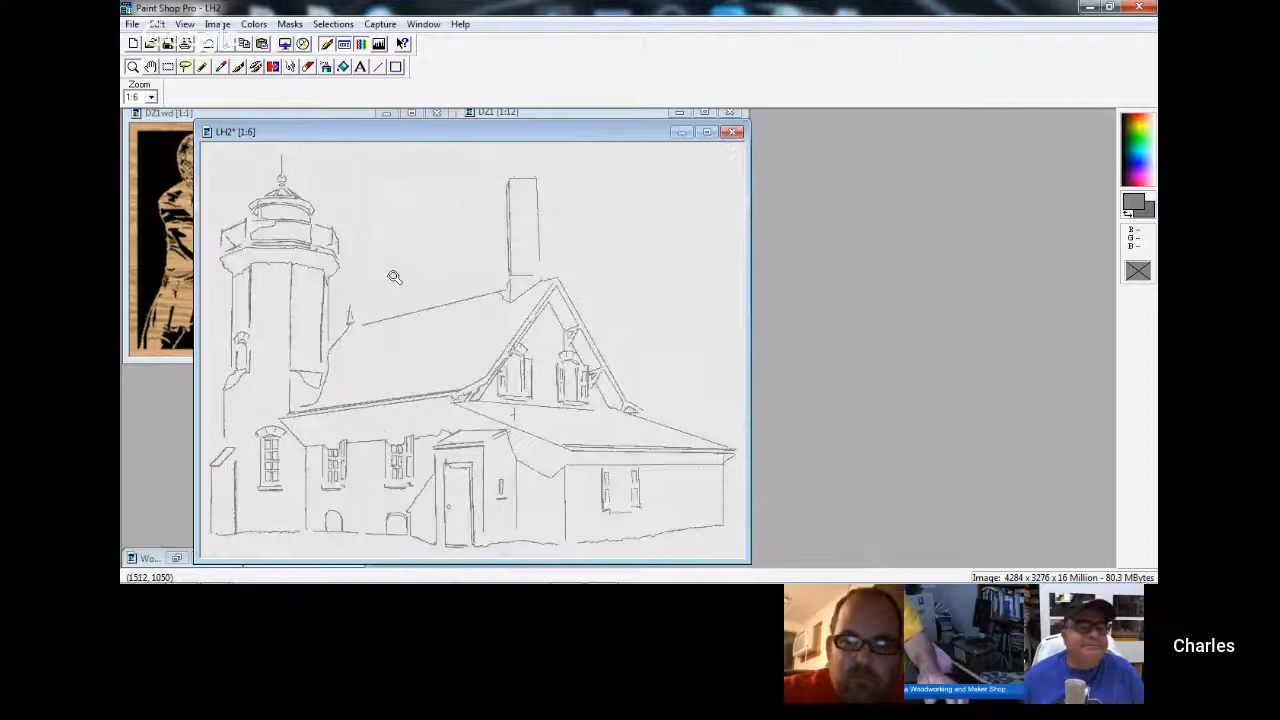 Paint Shop Pro - LH2
File Edit View Image Colors Masks Selections Capture Window Help
Zoom
1:6
DZ1wd [1:1]
DZ1 [1:12]
LH2* [1:6]
R --
G --
B --
Wo...
(1512, 1050)
Image: 4284 x 3276 x 16 Million - 80.3 MBytes
a Woodworking and Maker Shop
Charles